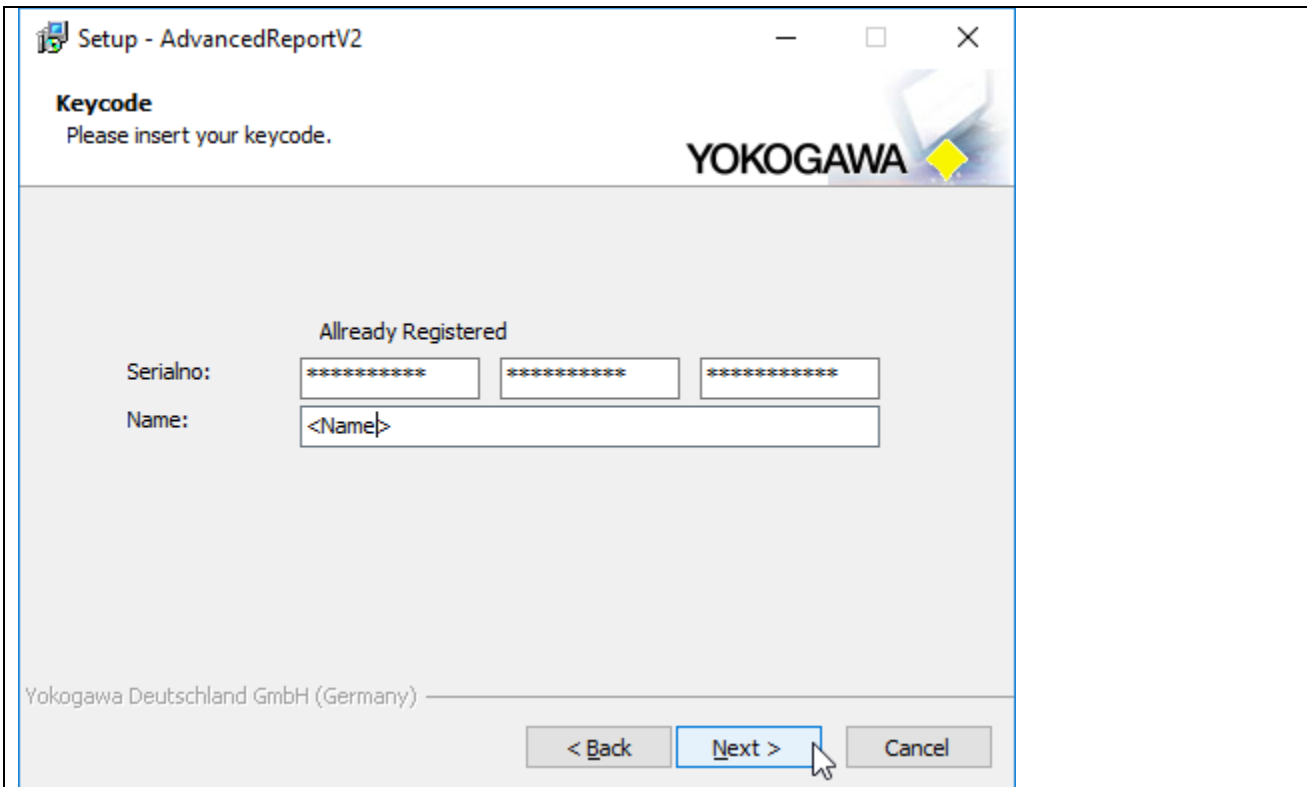 Setup - AdvancedReportV2
Keycode
Please insert your keycode.
YOKOGAWA
Allready Registered
Serialno: ********** ********** ***********
Name: <Name>
Yokogawa Deutschland GmbH (Germany)
< Back Next > Cancel